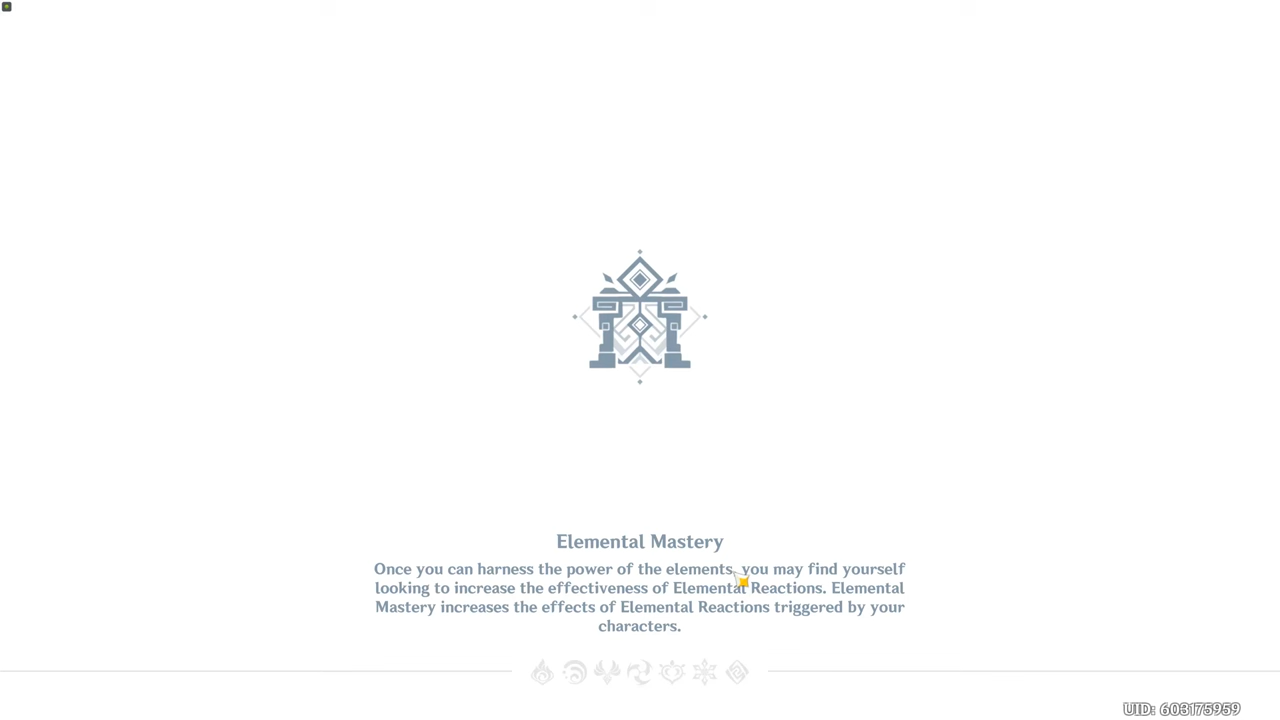 Elemental Mastery
Once you can harness the power of the elements, you may find yourself
looking to increase the effectiveness of Elemental Reactions. Elemental
Mastery increases the effects of Elemental Reactions triggered by your
characters.
UID: 603175959